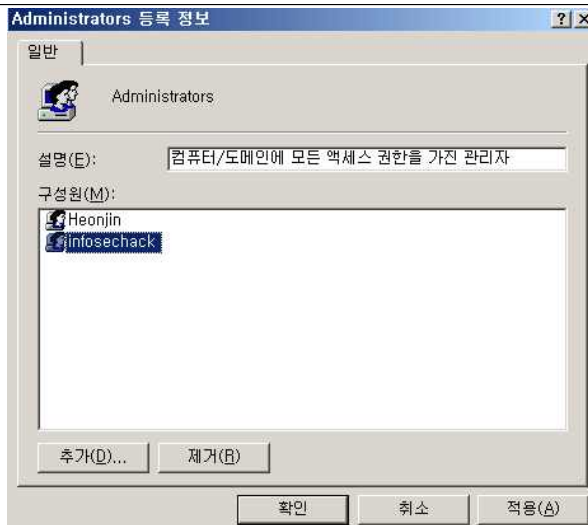 Administrators 등록 정보
일반
Administrators
설명(E):
컴퓨터/도메인에 모든 액세스 권한을 가진 관리자
구성원(M):
Heonjin
infosechack
추가(D)...
제거(R)
확인
취소
적용(A)